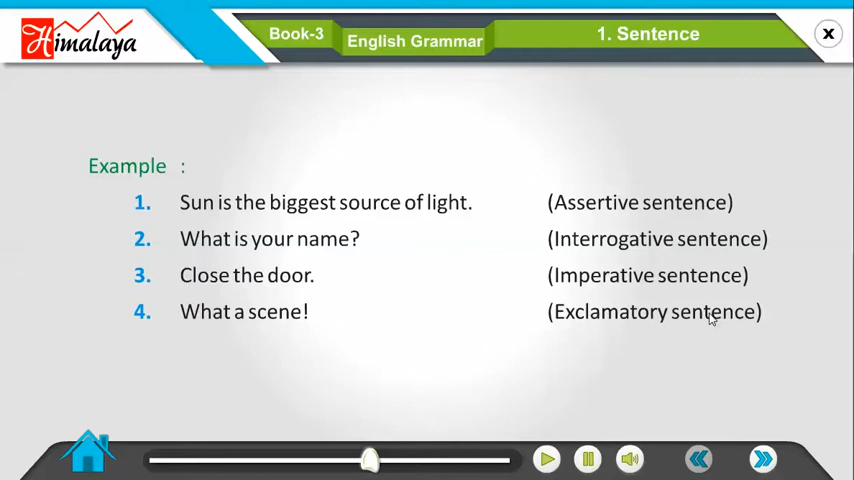 Himalaya
Book-3
English Grammar
1. Sentence
x
Example :
1. Sun is the biggest source of light. (Assertive sentence)
2. What is your name? (Interrogative sentence)
3. Close the door. (Imperative sentence)
4. What a scene! (Exclamatory sentence)